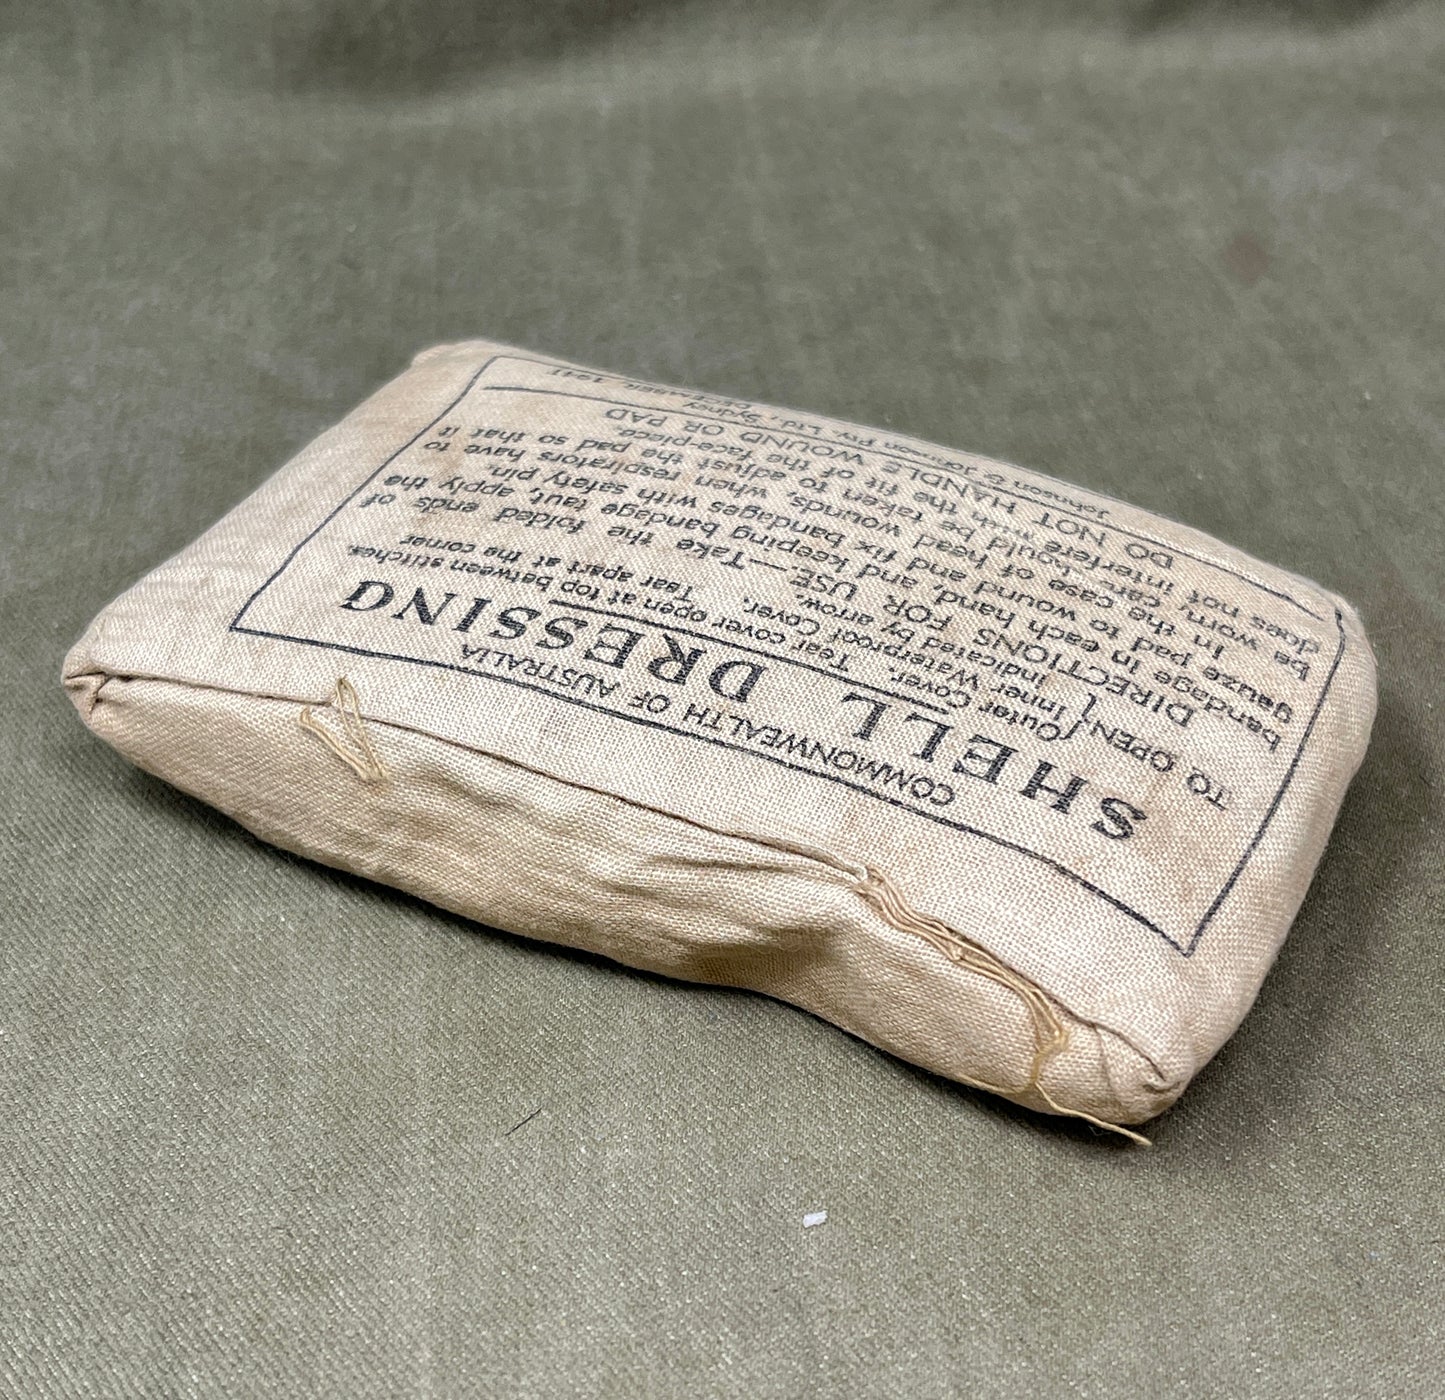 COMMONWEALTH OF AUSTRALIA
SHELL DRESSING
TO OPEN { Outer Cover. Tear cover open at top between stitches.
Inner Waterproof Cover. Tear apart at the corner
indicated by arrow.
DIRECTIONS FOR USE.—Take the folded ends of
bandage in each hand, and keeping bandage taut, apply the
gauze pad to wound and fix bandages with safety pin.
In the case of head wounds, when respirators have to
be worn care should be taken to adjust the pad so that it
does not interfere with the fit of the face-piece.
DO NOT HANDLE WOUND OR PAD
Johnson & Johnson Pty. Ltd., Sydney
1941